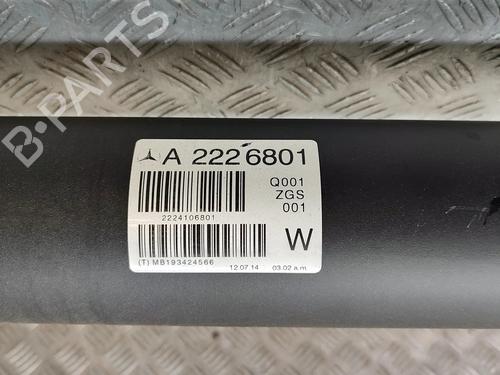 B-PARTS
A 222 6801
Q001
ZGS
001
2224106801
W
(T) MB193424566
12.07.14
03.02 a.m.